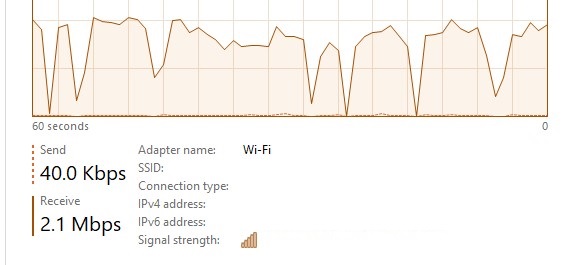 60 seconds 0
Send
40.0 Kbps
Receive
2.1 Mbps
Adapter name: Wi-Fi
SSID:
Connection type:
IPv4 address:
IPv6 address:
Signal strength: